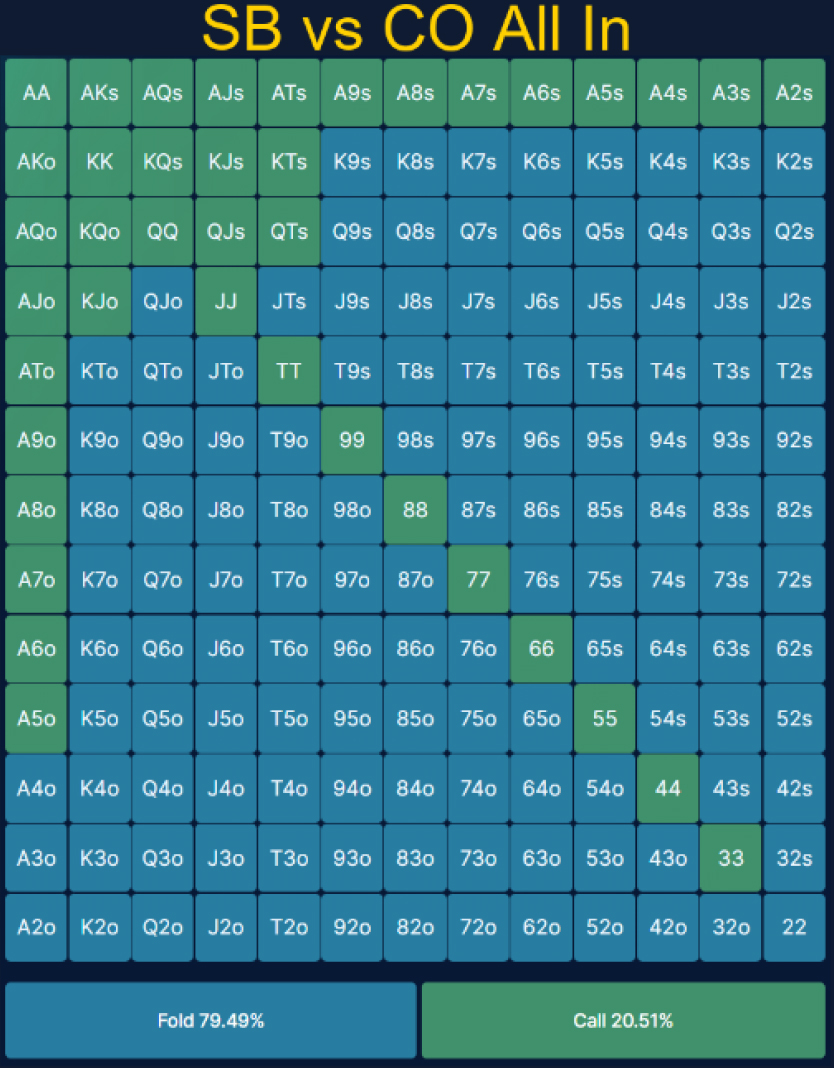 SB vs CO All In
AA AKs AQs AJs ATs A9s A8s A7s A6s A5s A4s A3s A2s
AKo KK KQs KJs KTs K9s K8s K7s K6s K5s K4s K3s K2s
AQo KQo QQ QJs QTs Q9s Q8s Q7s Q6s Q5s Q4s Q3s Q2s
AJo KJo QJo JJ JTs J9s J8s J7s J6s J5s J4s J3s J2s
ATo KTo QTo JTo TT T9s T8s T7s T6s T5s T4s T3s T2s
A9o K9o Q9o J9o T9o 99 98s 97s 96s 95s 94s 93s 92s
A8o K8o Q8o J8o T8o 98o 88 87s 86s 85s 84s 83s 82s
A7o K7o Q7o J7o T7o 97o 87o 77 76s 75s 74s 73s 72s
A6o K6o Q6o J6o T6o 96o 86o 76o 66 65s 64s 63s 62s
A5o K5o Q5o J5o T5o 95o 85o 75o 65o 55 54s 53s 52s
A4o K4o Q4o J4o T4o 94o 84o 74o 64o 54o 44 43s 42s
A3o K3o Q3o J3o T3o 93o 83o 73o 63o 53o 43o 33 32s
A2o K2o Q2o J2o T2o 92o 82o 72o 62o 52o 42o 32o 22
Fold 79.49% Call 20.51%